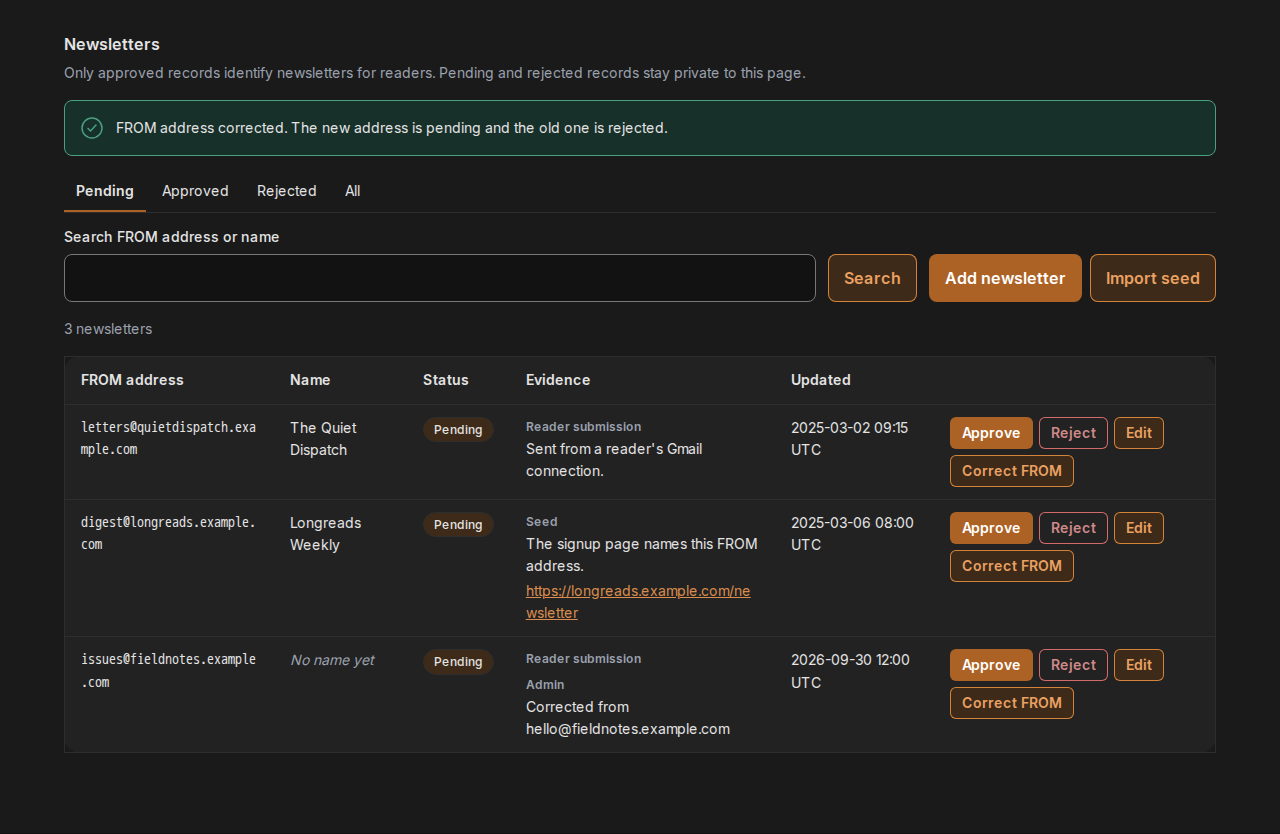 Newsletters
Only approved records identify newsletters for readers. Pending and rejected records stay private to this page.
FROM address corrected. The new address is pending and the old one is rejected.
Pending Approved Rejected All
Search FROM address or name
Search Add newsletter Import seed
3 newsletters
FROM address Name Status Evidence Updated
letters@quietdispatch.exa
mple.com
The Quiet
Dispatch
Pending
Reader submission
Sent from a reader's Gmail
connection.
2025-03-02 09:15
UTC
Approve Reject Edit
Correct FROM
digest@longreads.example.
com
Longreads
Weekly
Pending
Seed
The signup page names this FROM
address.
https://longreads.example.com/ne
wsletter
2025-03-06 08:00
UTC
Approve Reject Edit
Correct FROM
issues@fieldnotes.example
.com
No name yet
Pending
Reader submission
Admin
Corrected from
hello@fieldnotes.example.com
2026-09-30 12:00
UTC
Approve Reject Edit
Correct FROM